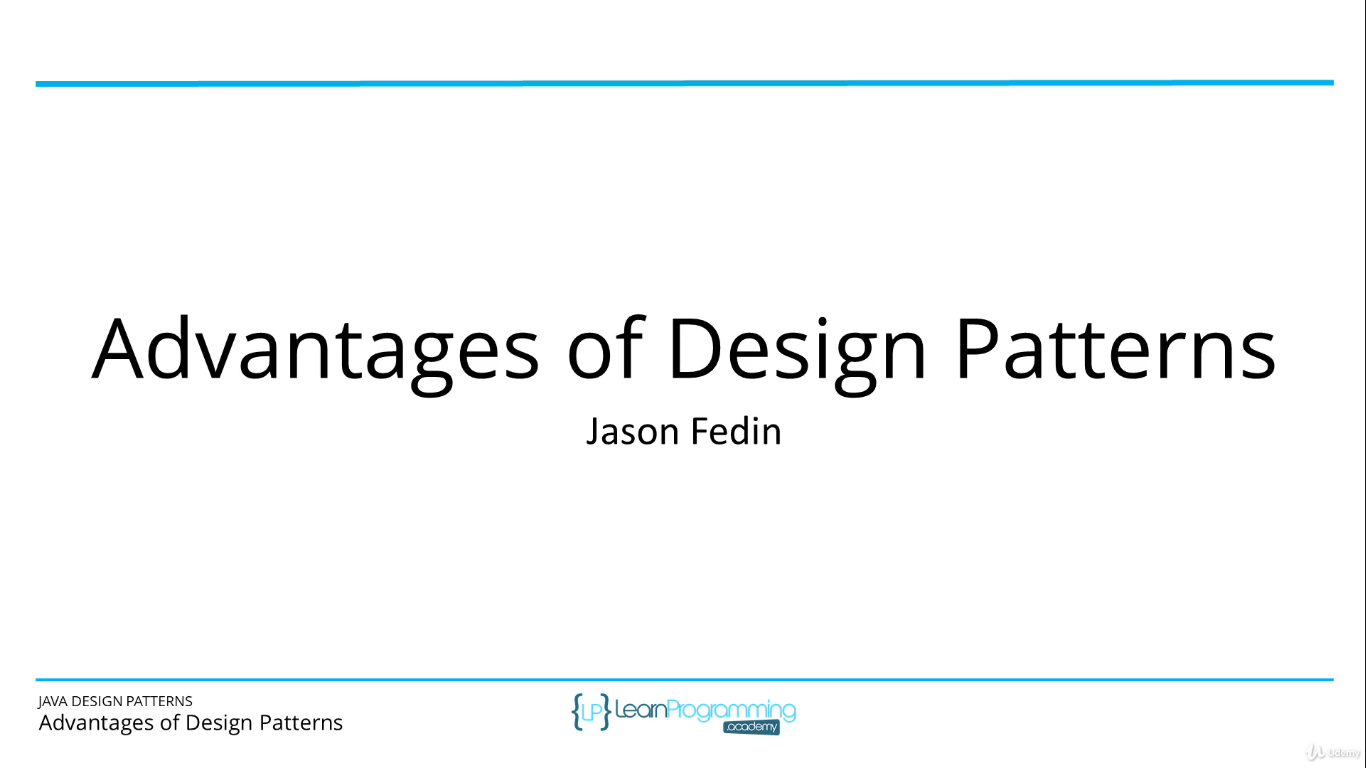 Advantages of Design Patterns
Jason Fedin
JAVA DESIGN PATTERNS
Advantages of Design Patterns
{LP} LearnProgramming
.academy
Udemy